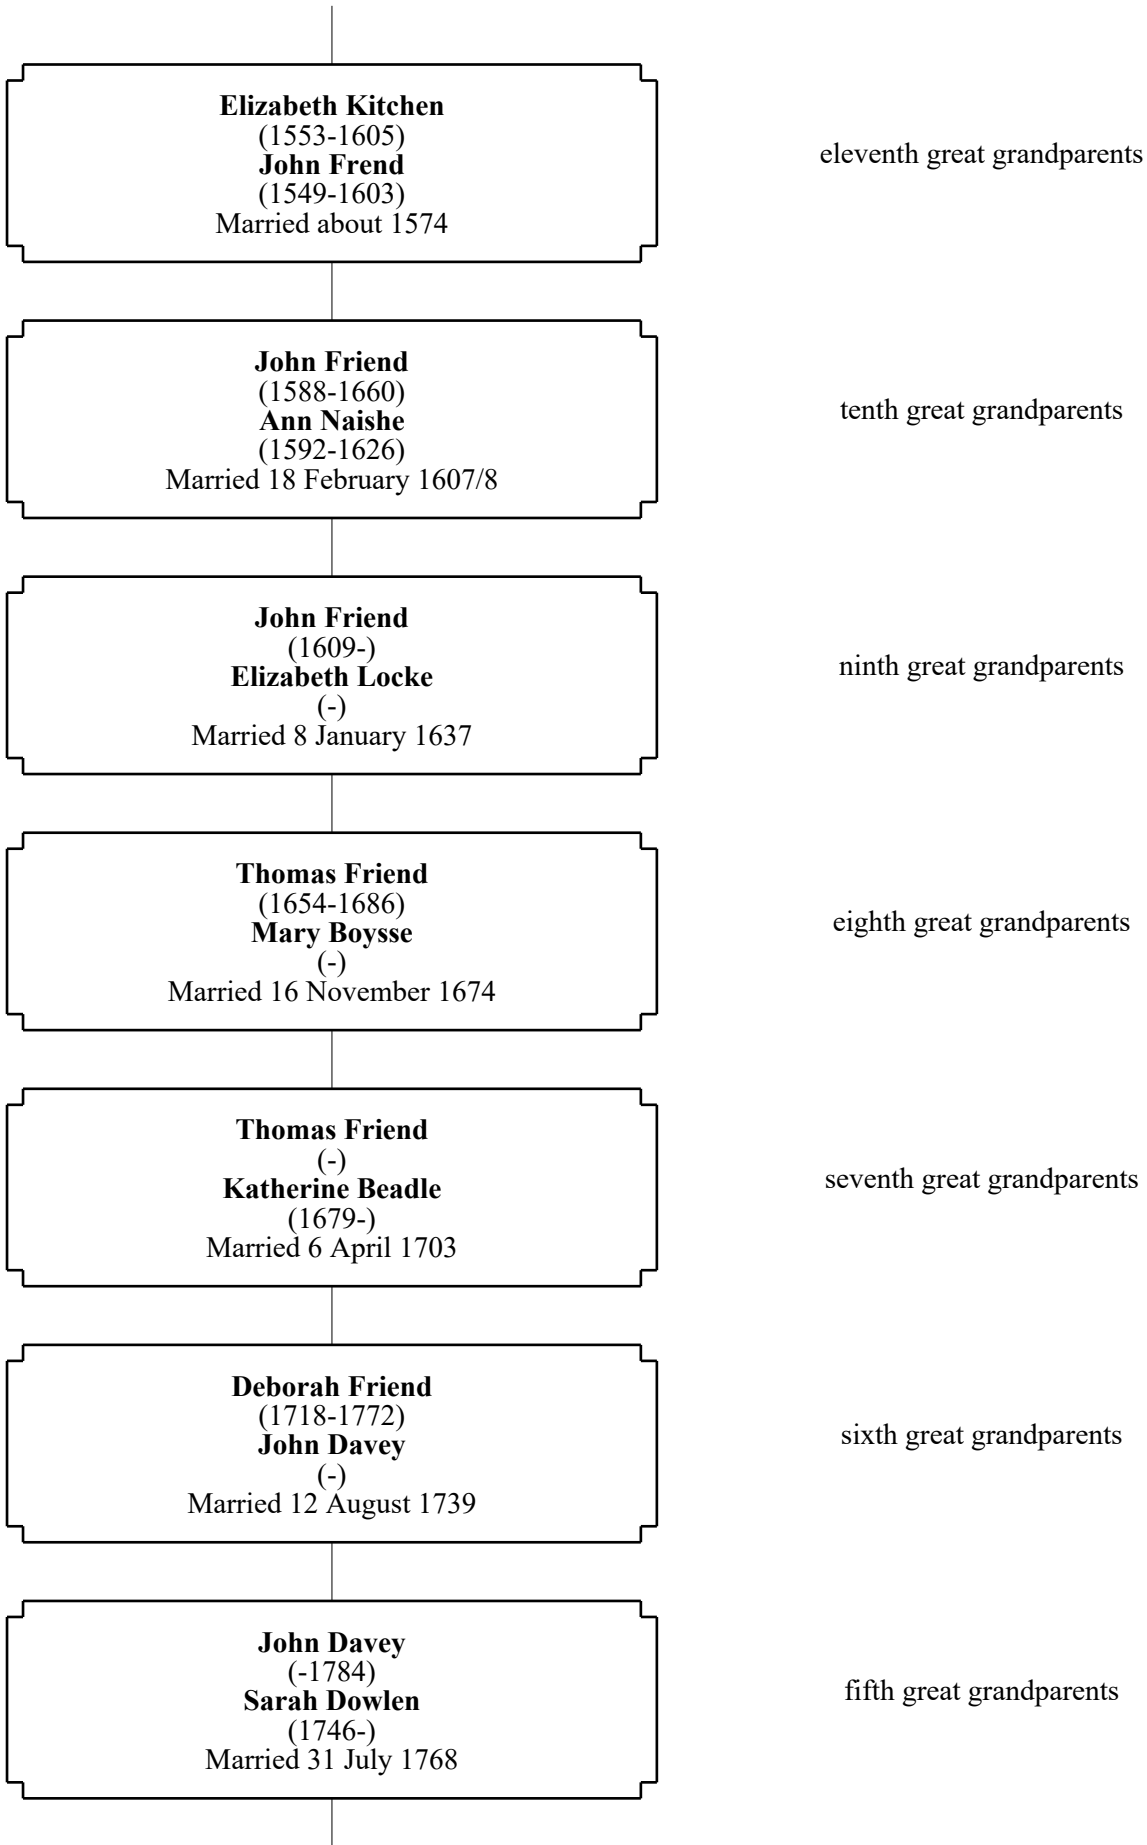 Elizabeth Kitchen
(1553-1605)
John Frend
(1549-1603)
Married about 1574
eleventh great grandparents
John Friend
(1588-1660)
Ann Naishe
(1592-1626)
Married 18 February 1607/8
tenth great grandparents
John Friend
(1609-)
Elizabeth Locke
(-)
Married 8 January 1637
ninth great grandparents
Thomas Friend
(1654-1686)
Mary Boysse
(-)
Married 16 November 1674
eighth great grandparents
Thomas Friend
(-)
Katherine Beadle
(1679-)
Married 6 April 1703
seventh great grandparents
Deborah Friend
(1718-1772)
John Davey
(-)
Married 12 August 1739
sixth great grandparents
John Davey
(-1784)
Sarah Dowlen
(1746-)
Married 31 July 1768
fifth great grandparents